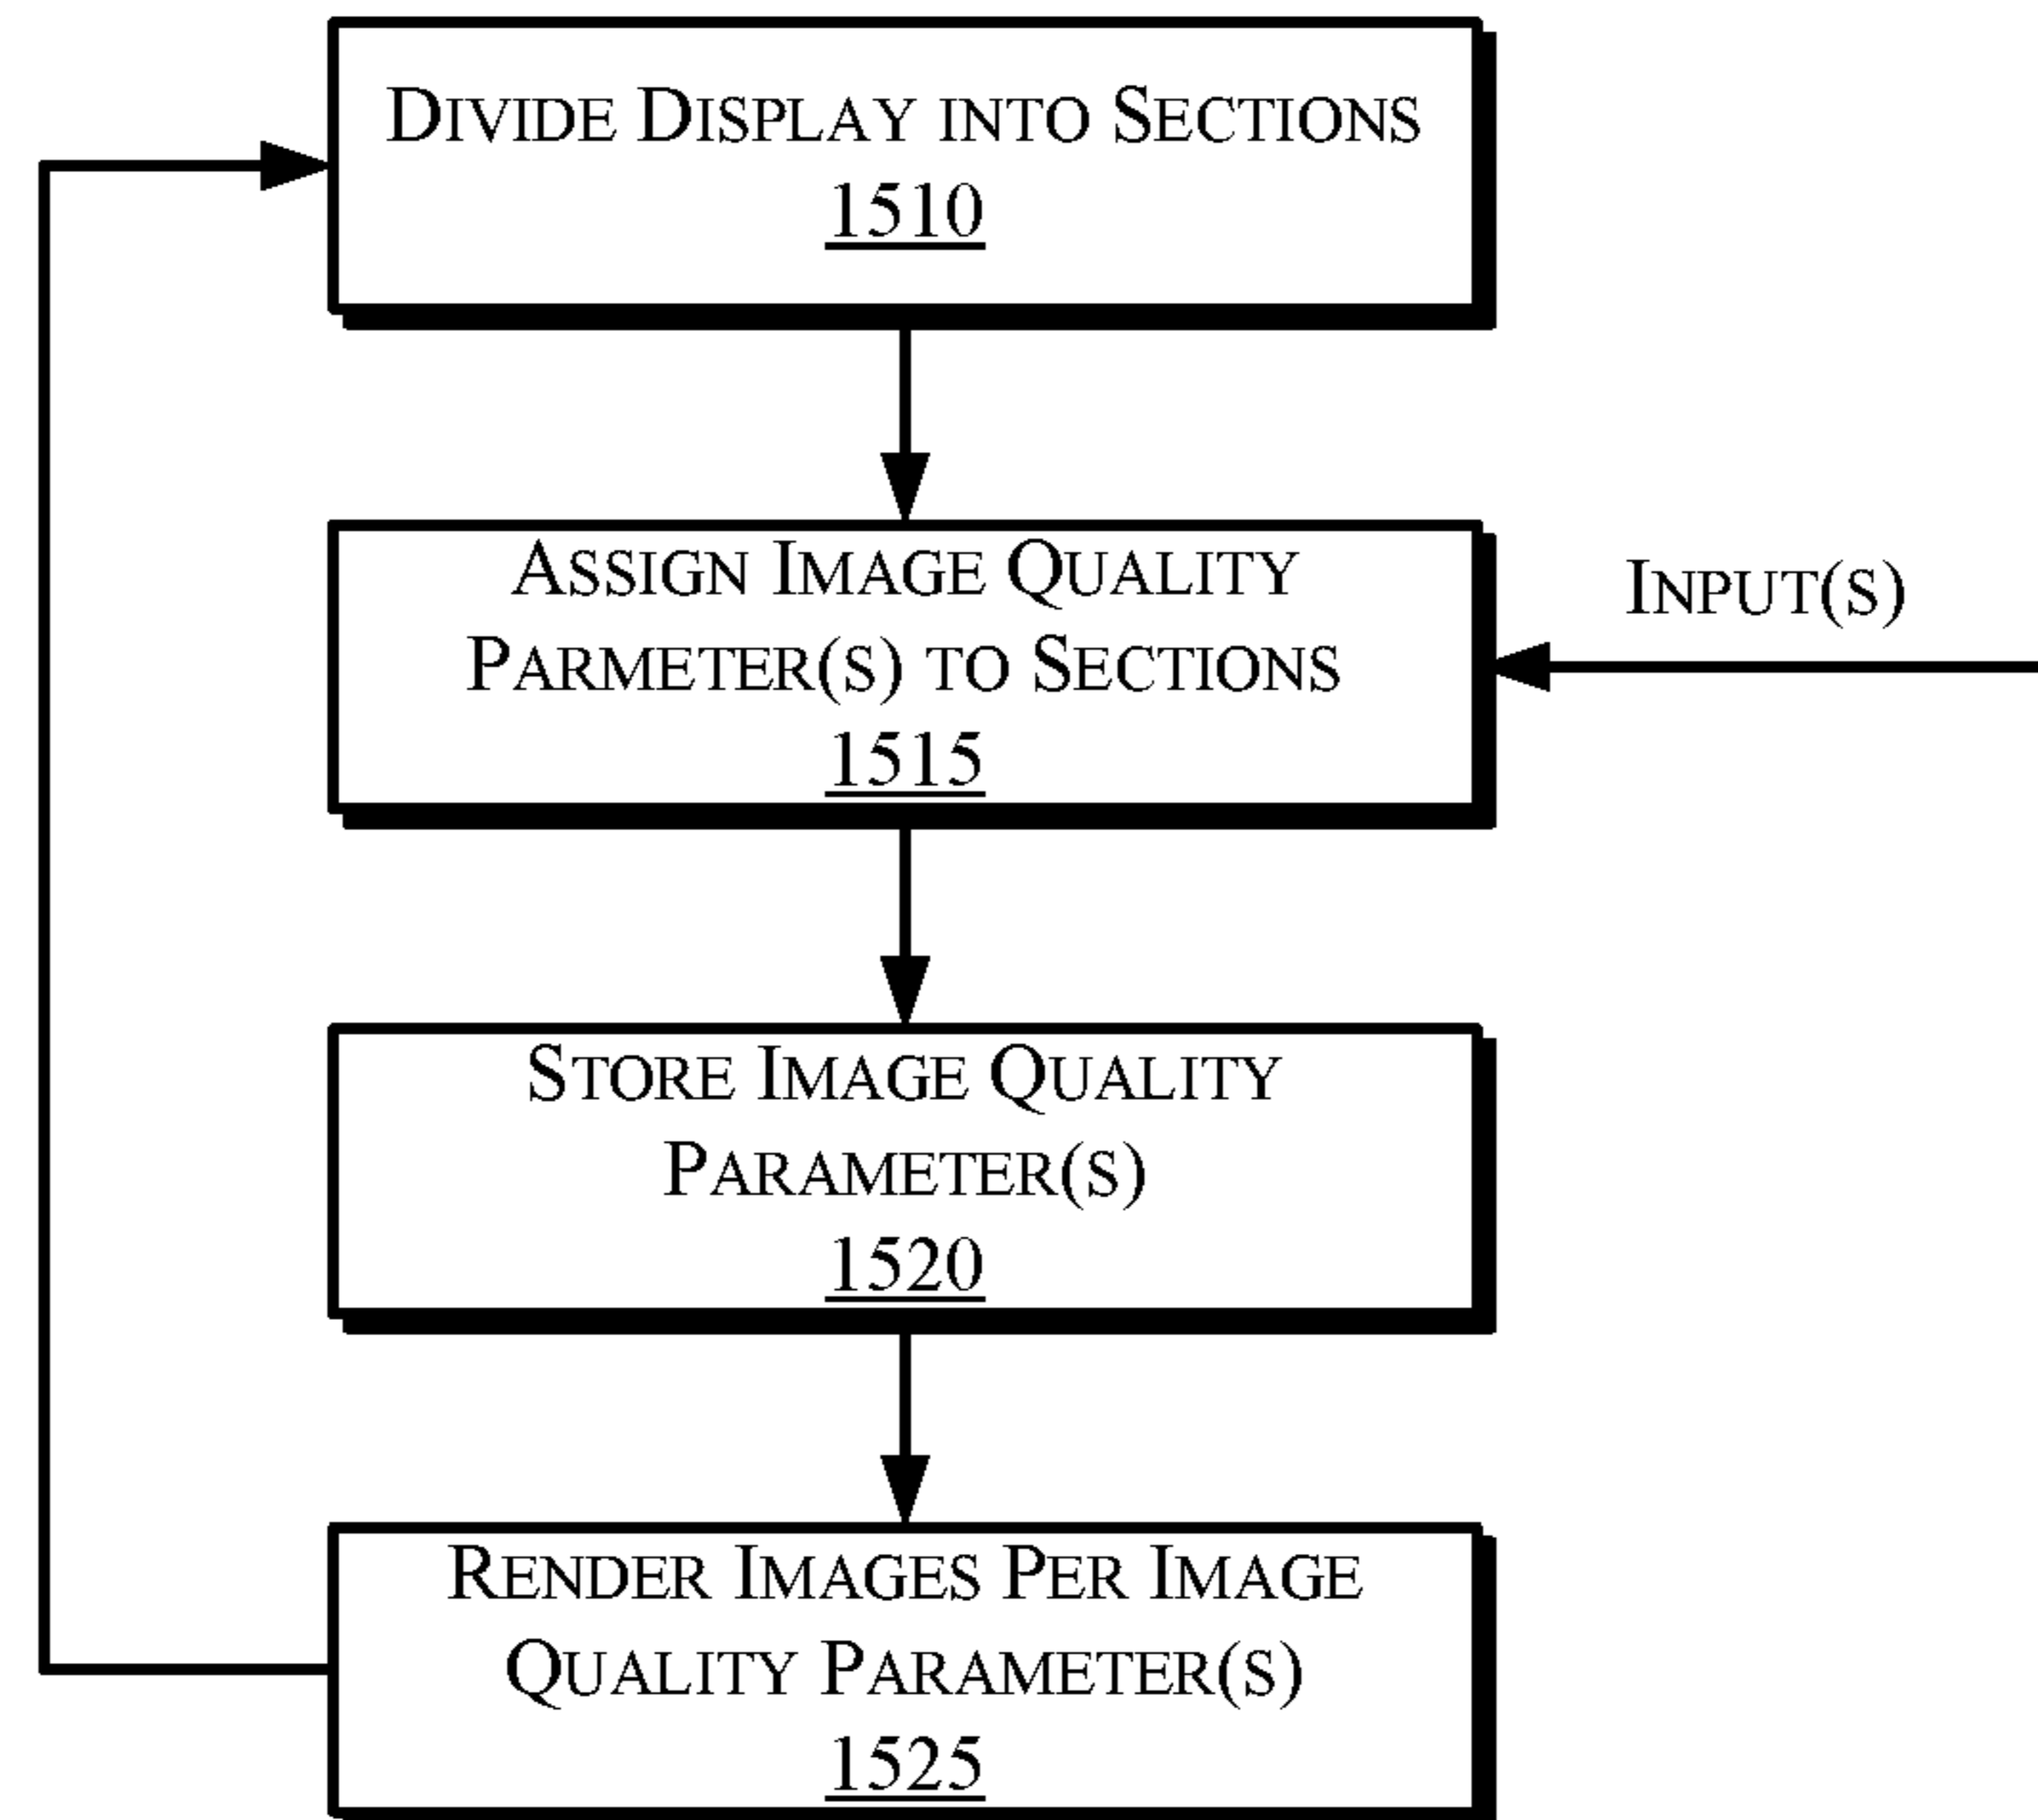 Divide Display into Sections
1510
Assign Image Quality
Parmeter(s) to Sections
1515
Input(s)
Store Image Quality
Parameter(s)
1520
Render Images Per Image
Quality Parameter(s)
1525